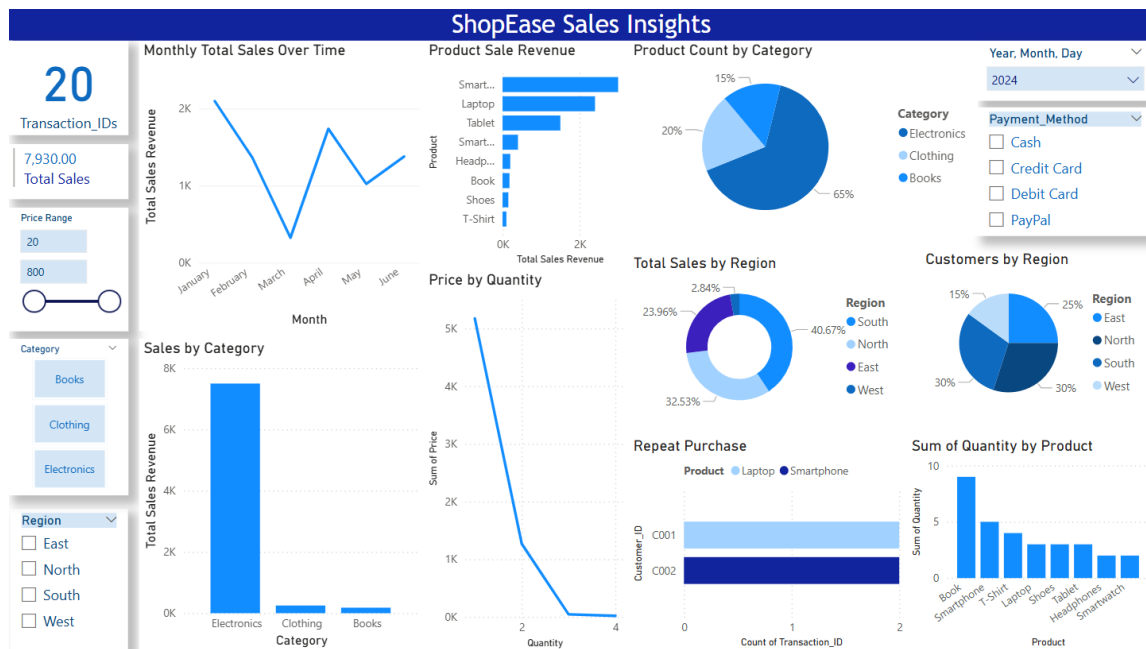 ShopEase Sales Insights
20
Transaction_IDs
7,930.00
Total Sales
Price Range
20
800
Category
Books
Clothing
Electronics
Region
East
North
South
West
Monthly Total Sales Over Time
Total Sales Revenue
2K
1K
0K
January
February
March
April
May
June
Month
Product Sale Revenue
Product
Smart...
Laptop
Tablet
Smart...
Headp...
Book
Shoes
T-Shirt
0K
2K
Total Sales Revenue
Product Count by Category
15%
20%
65%
Category
Electronics
Clothing
Books
Year, Month, Day
2024
Payment_Method
Cash
Credit Card
Debit Card
PayPal
Sales by Category
Total Sales Revenue
8K
6K
4K
2K
0K
Electronics
Clothing
Books
Category
Price by Quantity
Sum of Price
5K
4K
3K
2K
1K
0K
2
4
Quantity
Total Sales by Region
2.84%
23.96%
40.67%
32.53%
Region
South
North
East
West
Customers by Region
15%
25%
30%
30%
Region
East
North
South
West
Repeat Purchase
Product
Laptop
Smartphone
Customer_ID
C001
C002
0
1
2
Count of Transaction_ID
Sum of Quantity by Product
Sum of Quantity
10
5
0
Book
Smartphone
T-Shirt
Laptop
Shoes
Tablet
Headphones
Smartwatch
Product